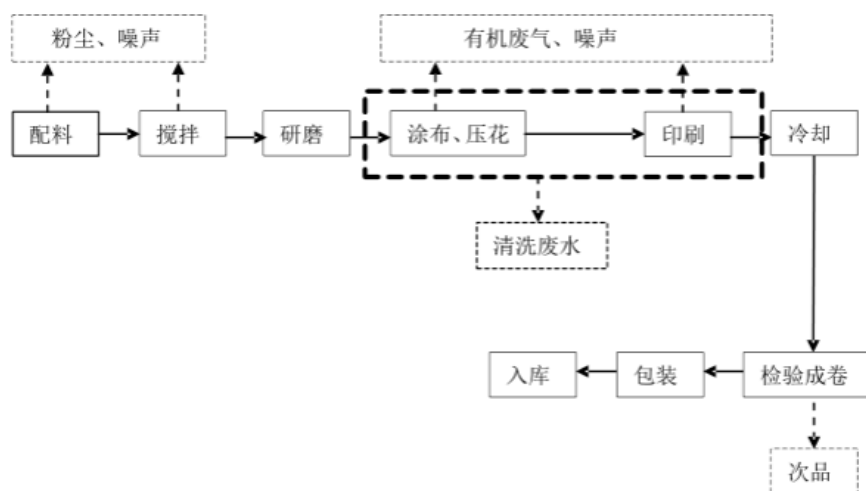 粉尘、噪声
有机废气、噪声
配料
搅拌
研磨
涂布、压花
印刷
冷却
清洗废水
入库
包装
检验成卷
次品